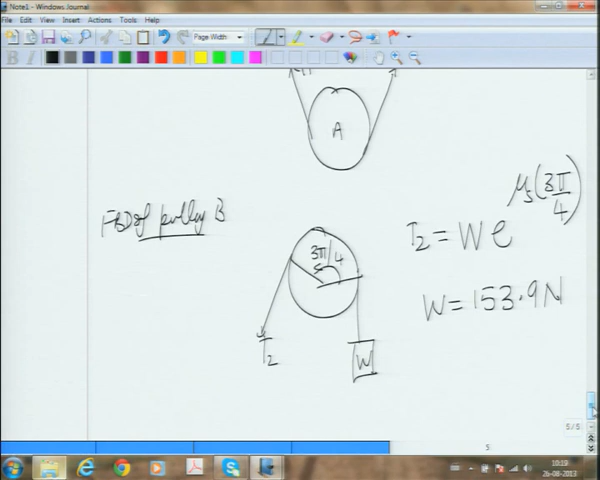 Note1 - Windows Journal
File Edit View Insert Actions Tools Help
Page Width
B I
A
FBD of pulley B
3π/4
T2
W
T2 = W e^μs(3π/4)
W = 153.9N
5/5
5
10:19
26-08-2013